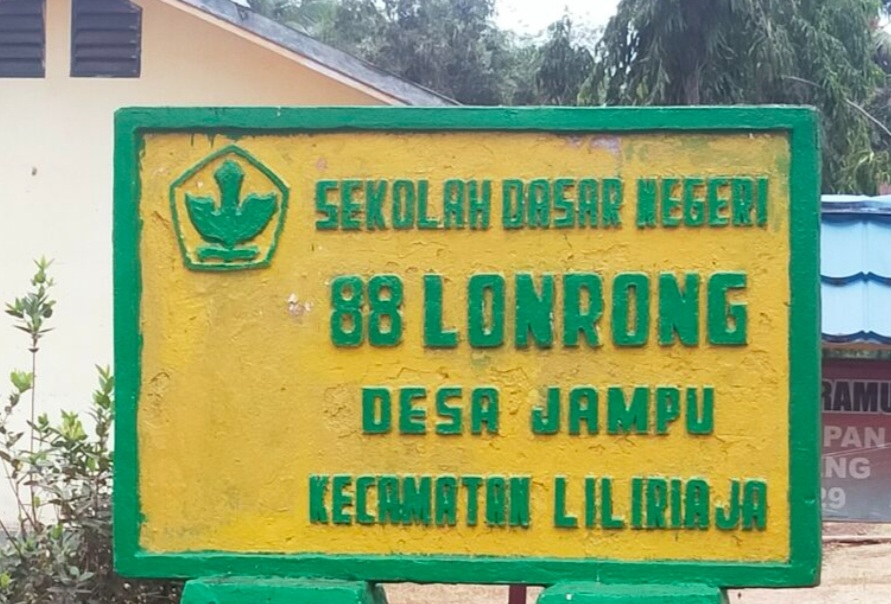 SEKOLAH DASAR NEGERI
88 LONRONG
DESA JAMPU
KECAMATAN LILIRIAJA